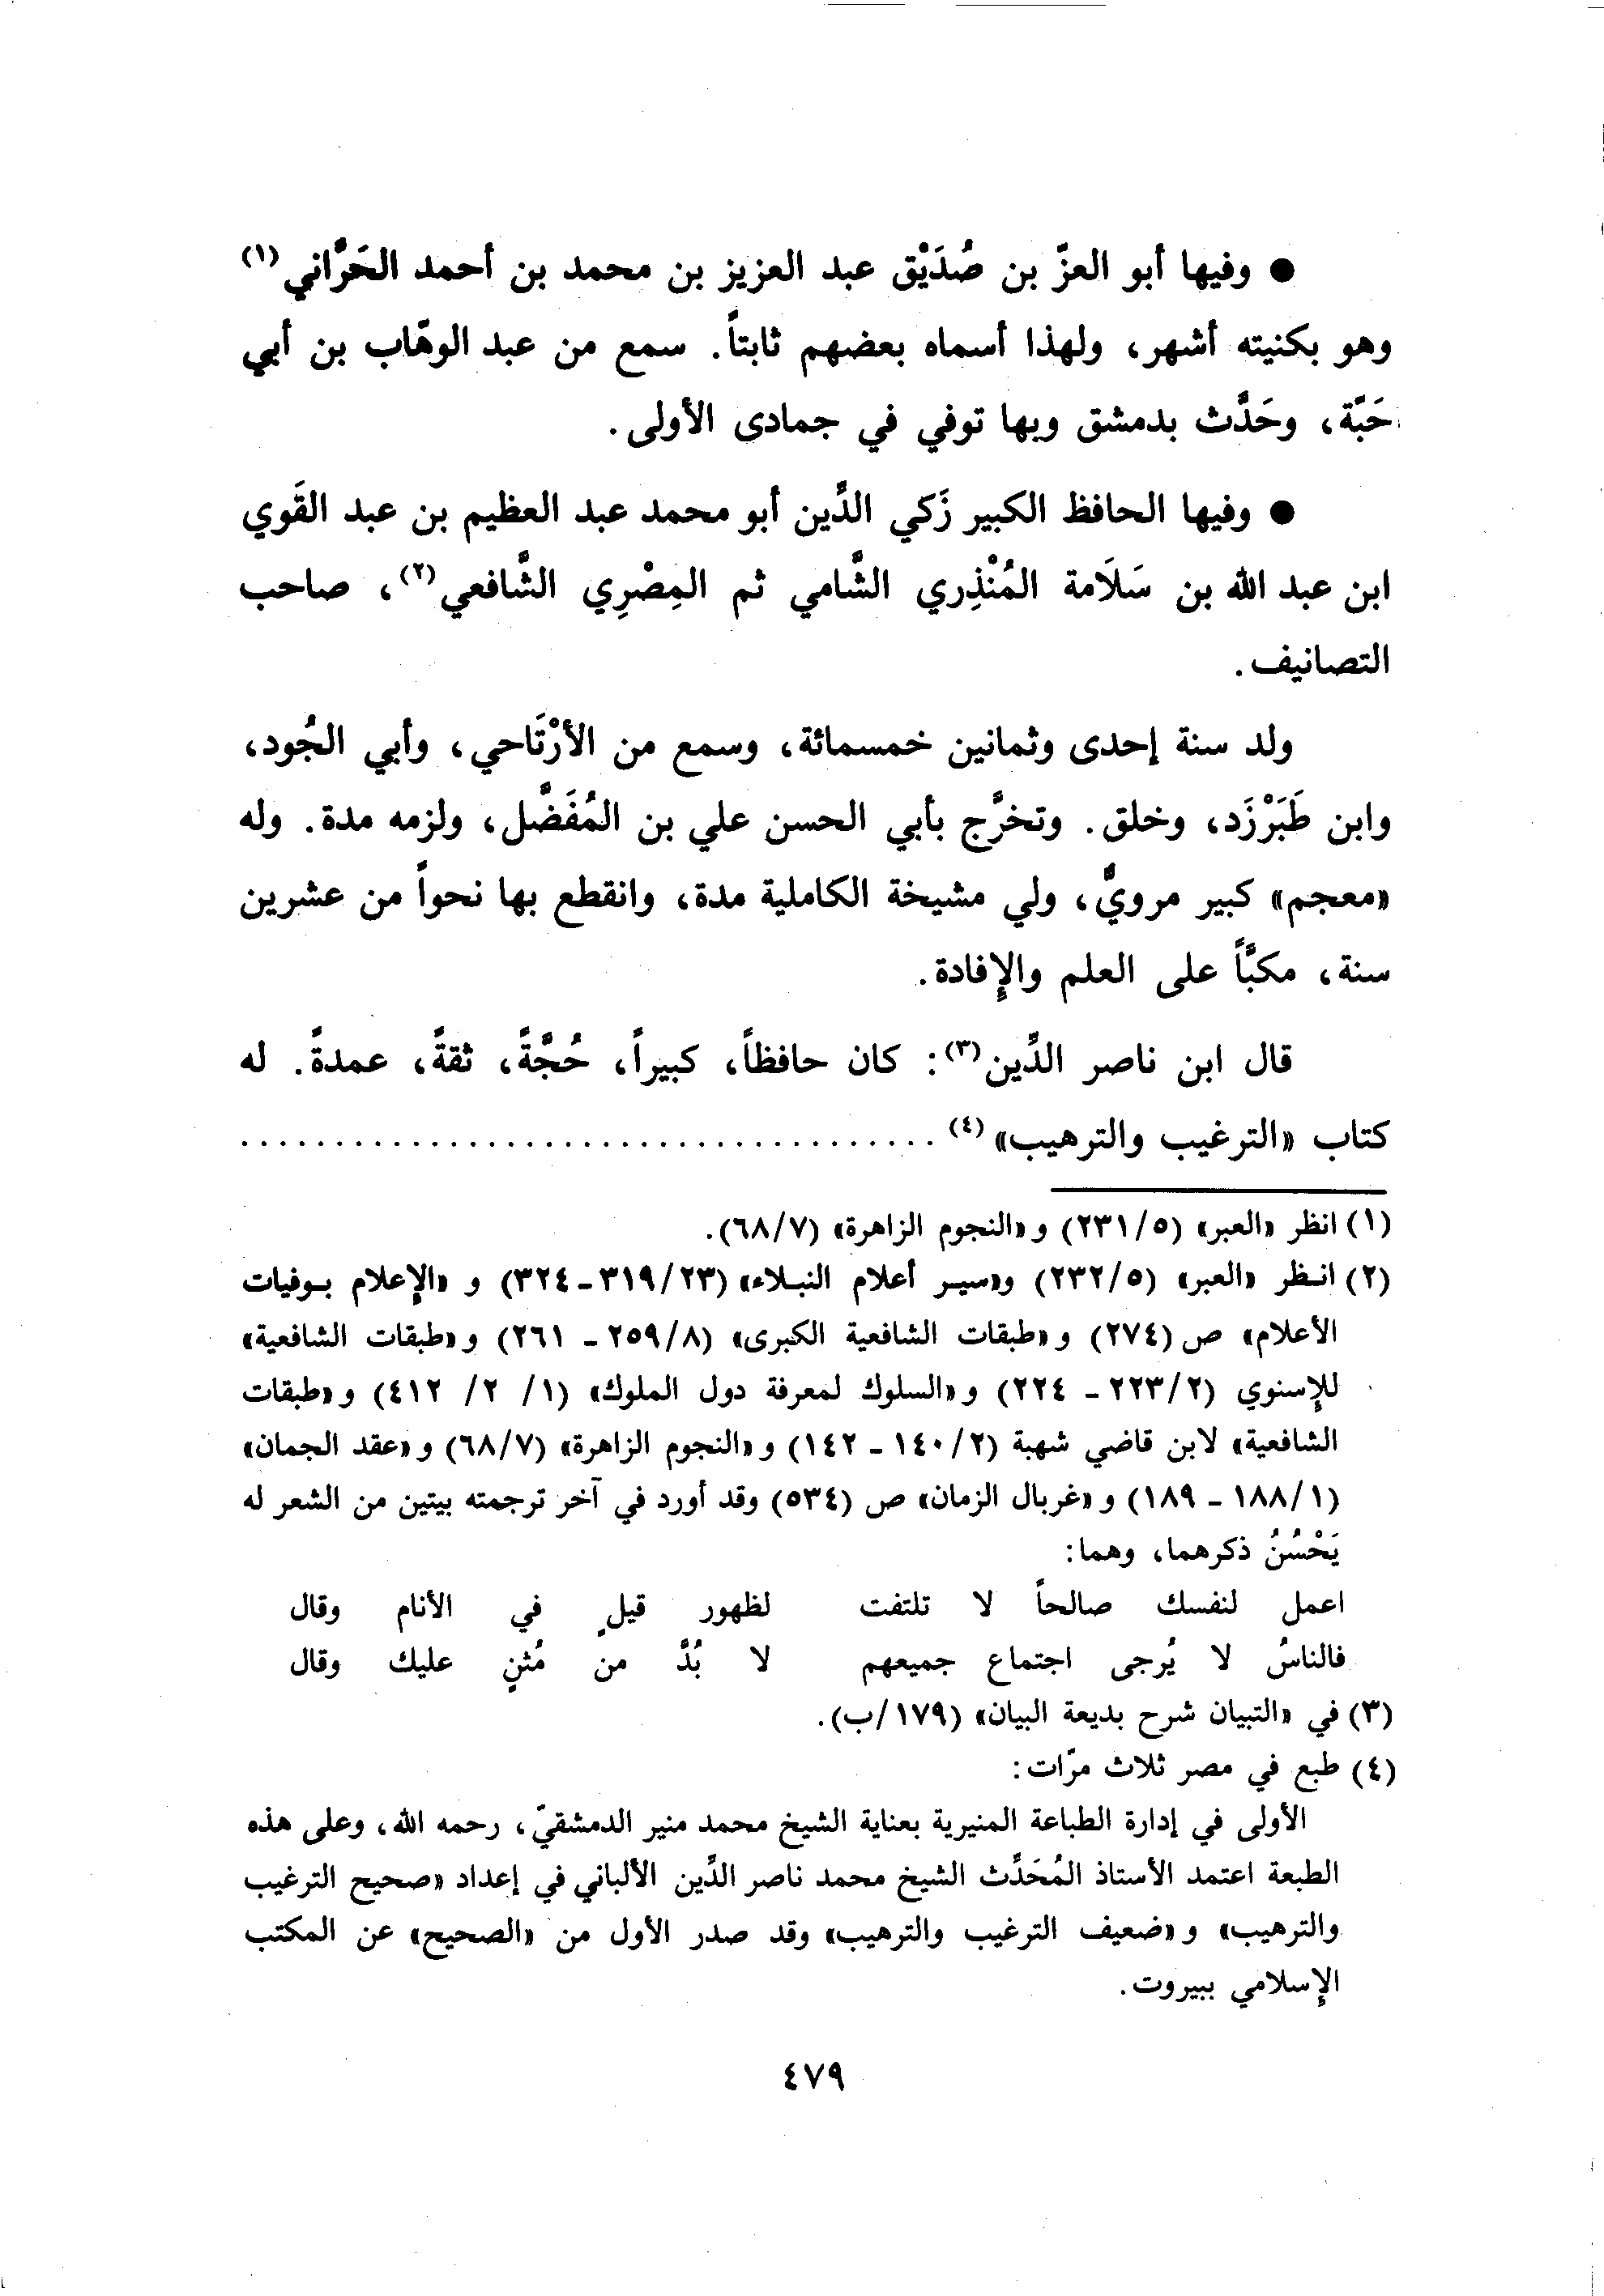 ● وفيها أبو العزّ بن صُدَيْق عبد العزيز بن محمد بن أحمد الحَرَّاني (١)
وهو بكنيته أشهر، ولهذا أسماه بعضهم ثابتاً. سمع من عبد الوهّاب بن أبي
حَبَّة، وحَدَّث بدمشق وبها توفي في جمادى الأولى.
● وفيها الحافظ الكبير زَكي الدِّين أبو محمد عبد العظيم بن عبد القَوي
ابن عبد الله بن سَلَامة المُنْذِري الشَّامي ثم المِصْرِي الشَّافعي (٢)، صاحب
التصانيف.
ولد سنة إحدى وثمانين خمسمائة، وسمع من الأرْتَاحي، وأبي الجُود،
وابن طَبَرْزَد، وخلق. وتخرَّج بأبي الحسن علي بن المُفَضَّل، ولزمه مدة. وله
«معجم» كبير مرويٌّ، ولي مشيخة الكاملية مدة، وانقطع بها نحواً من عشرين
سنة، مكبَّاً على العلم والإفادة.
قال ابن ناصر الدِّين (٣): كان حافظاً، كبيراً، حُجَّةً، ثقةً، عمدةً. له
كتاب «الترغيب والترهيب» (٤) .....................................
(١) انظر «العبر» (٢٣١/٥) و «النجوم الزاهرة» (٦٨/٧).
(٢) انظر «العبر» (٢٣٢/٥) و«سير أعلام النبلاء» (٣١٩/٢٣ - ٣٢٤) و «الإعلام بوفيات
الأعلام» ص (٢٧٤) و «طبقات الشافعية الكبرى» (٢٥٩/٨ - ٢٦١) و«طبقات الشافعية»
للإسنوي (٢٢٣/٢ - ٢٢٤) و «السلوك لمعرفة دول الملوك» (١/ ٢/ ٤١٢) و «طبقات
الشافعية» لابن قاضي شهبة (١٤٠/٢ - ١٤٢) و «النجوم الزاهرة» (٦٨/٧) و «عقد الجمان»
(١٨٨/١ - ١٨٩) و «غربال الزمان» ص (٥٣٤) وقد أورد في آخر ترجمته بيتين من الشعر له
يَحْسُنُ ذكرهما، وهما:
اعمل لنفسك صالحاً لا تلتفت لظهور قيلٍ في الأنام وقال
فالناسُ لا يُرجى اجتماع جميعهم لا بُدَّ من مُثنٍ عليك وقال
(٣) في «التبيان شرح بديعة البيان» (١٧٩/ب).
(٤) طبع في مصر ثلاث مرّات:
الأولى في إدارة الطباعة المنيرية بعناية الشيخ محمد منير الدمشقيّ، رحمه الله، وعلى هذه
الطبعة اعتمد الأستاذ المُحَدِّث الشيخ محمد ناصر الدِّين الألباني في إعداد «صحيح الترغيب
والترهيب» و «ضعيف الترغيب والترهيب» وقد صدر الأول من «الصحيح» عن المكتب
الإسلامي ببيروت.
٤٧٩